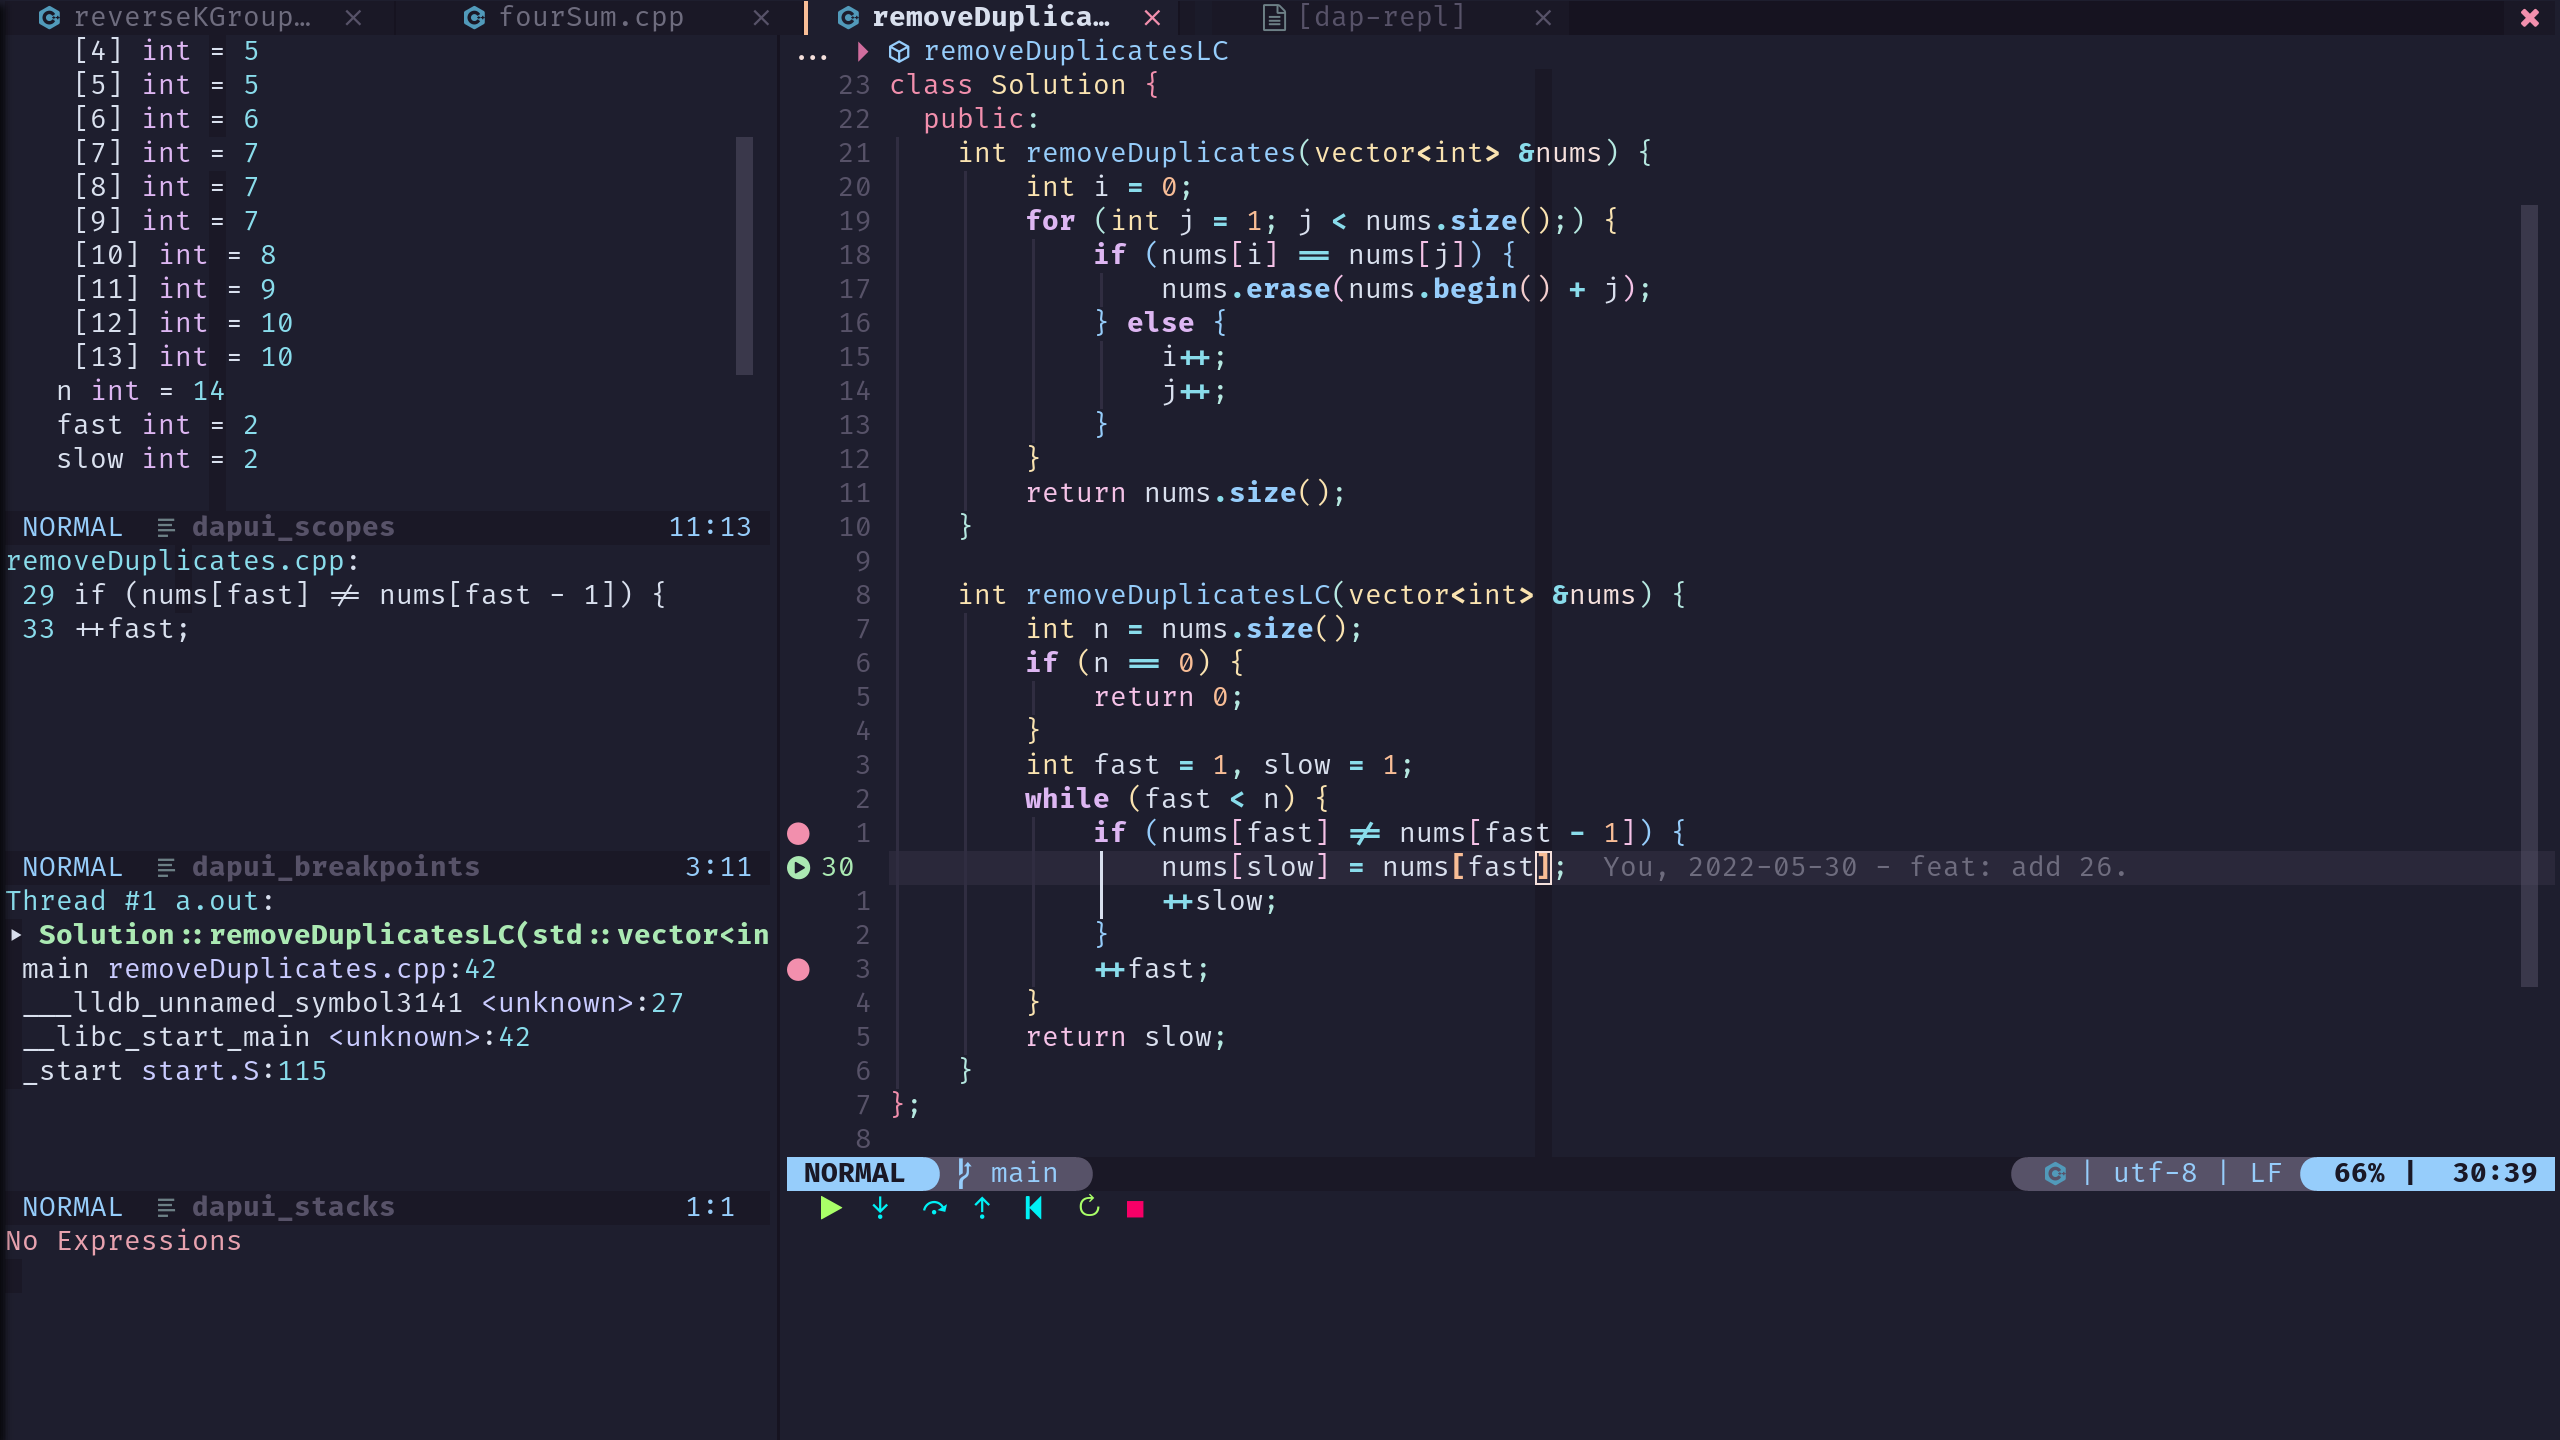 reverseKGroup…
fourSum.cpp
removeDuplica…
[dap-repl]
[4] int = 5
[5] int = 5
[6] int = 6
[7] int = 7
[8] int = 7
[9] int = 7
[10] int = 8
[11] int = 9
[12] int = 10
[13] int = 10
n int = 14
fast int = 2
slow int = 2
NORMAL dapui_scopes 11:13
removeDuplicates.cpp:
29 if (nums[fast] != nums[fast - 1]) {
33 ++fast;
NORMAL dapui_breakpoints 3:11
Thread #1 a.out:
Solution::removeDuplicatesLC(std::vector<in
main removeDuplicates.cpp:42
___lldb_unnamed_symbol3141 <unknown>:27
__libc_start_main <unknown>:42
_start start.S:115
NORMAL dapui_stacks 1:1
No Expressions
… removeDuplicatesLC
23 class Solution {
22 public:
21 int removeDuplicates(vector<int> &nums) {
20 int i = 0;
19 for (int j = 1; j < nums.size();) {
18 if (nums[i] == nums[j]) {
17 nums.erase(nums.begin() + j);
16 } else {
15 i++;
14 j++;
13 }
12 }
11 return nums.size();
10 }
9
8 int removeDuplicatesLC(vector<int> &nums) {
7 int n = nums.size();
6 if (n == 0) {
5 return 0;
4 }
3 int fast = 1, slow = 1;
2 while (fast < n) {
1 if (nums[fast] != nums[fast - 1]) {
30 nums[slow] = nums[fast]; You, 2022-05-30 - feat: add 26.
1 ++slow;
2 }
3 ++fast;
4 }
5 return slow;
6 }
7 };
8
NORMAL main | utf-8 | LF 66% | 30:39